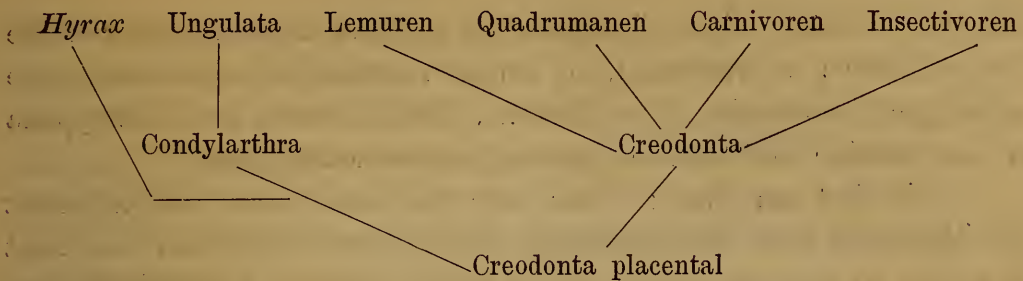 Hyrax Ungulata Lemuren Quadrumanen Carnivoren Insectivoren
Condylarthra Creodonta
Creodonta placental